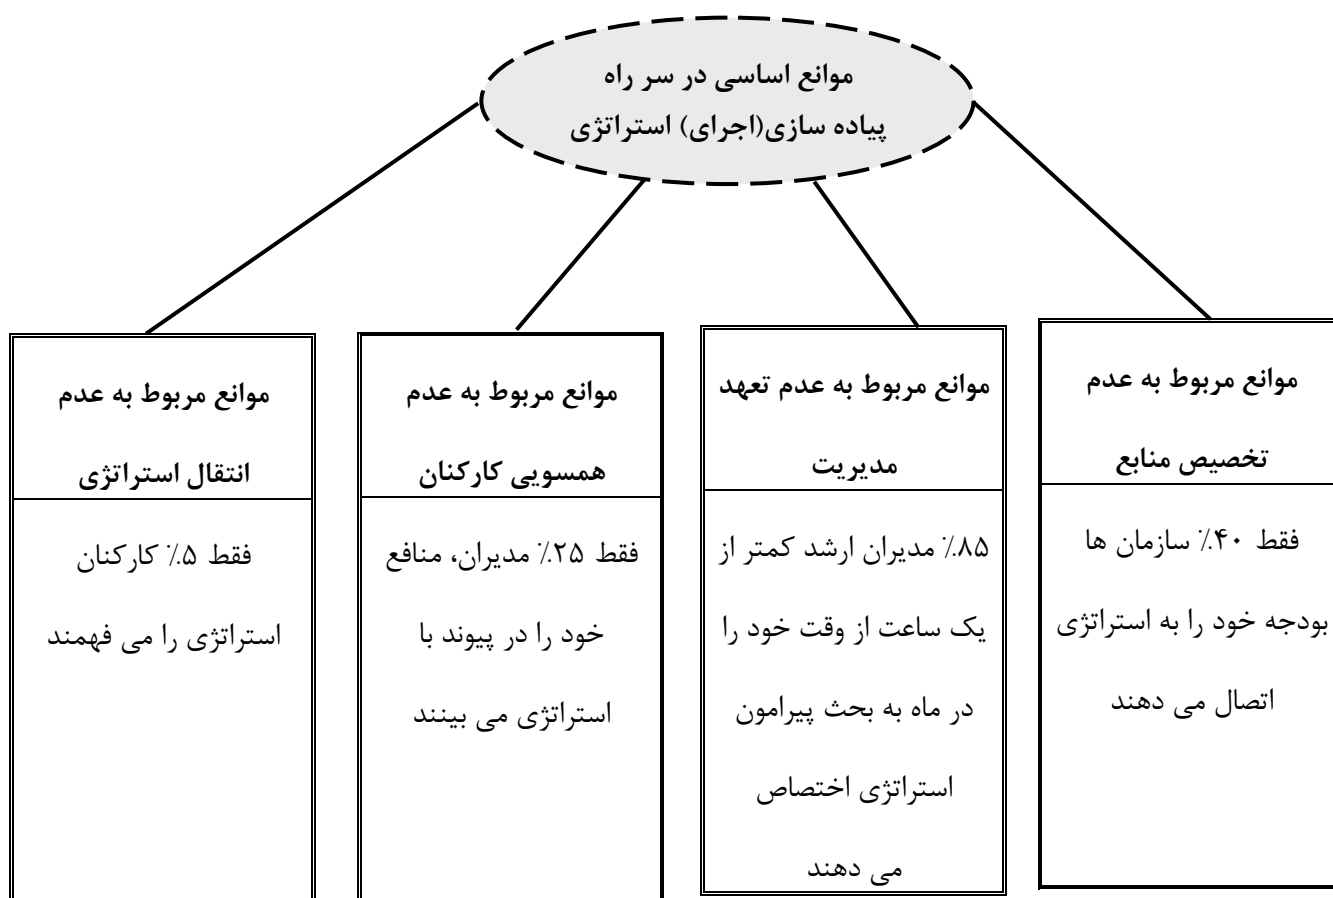 موانع اساسی در سر راه
پیاده سازی(اجرای) استراتژی
موانع مربوط به عدم
تخصیص منابع
فقط ۴۰٪ سازمان ها
بودجه خود را به استراتژی
اتصال می دهند
موانع مربوط به عدم تعهد
مدیریت
۸۵٪ مدیران ارشد کمتر از
یک ساعت از وقت خود را
در ماه به بحث پیرامون
استراتژی اختصاص
می دهند
موانع مربوط به عدم
همسویی کارکنان
فقط ۲۵٪ مدیران، منافع
خود را در پیوند با
استراتژی می بینند
موانع مربوط به عدم
انتقال استراتژی
فقط ۵٪ کارکنان
استراتژی را می فهمند